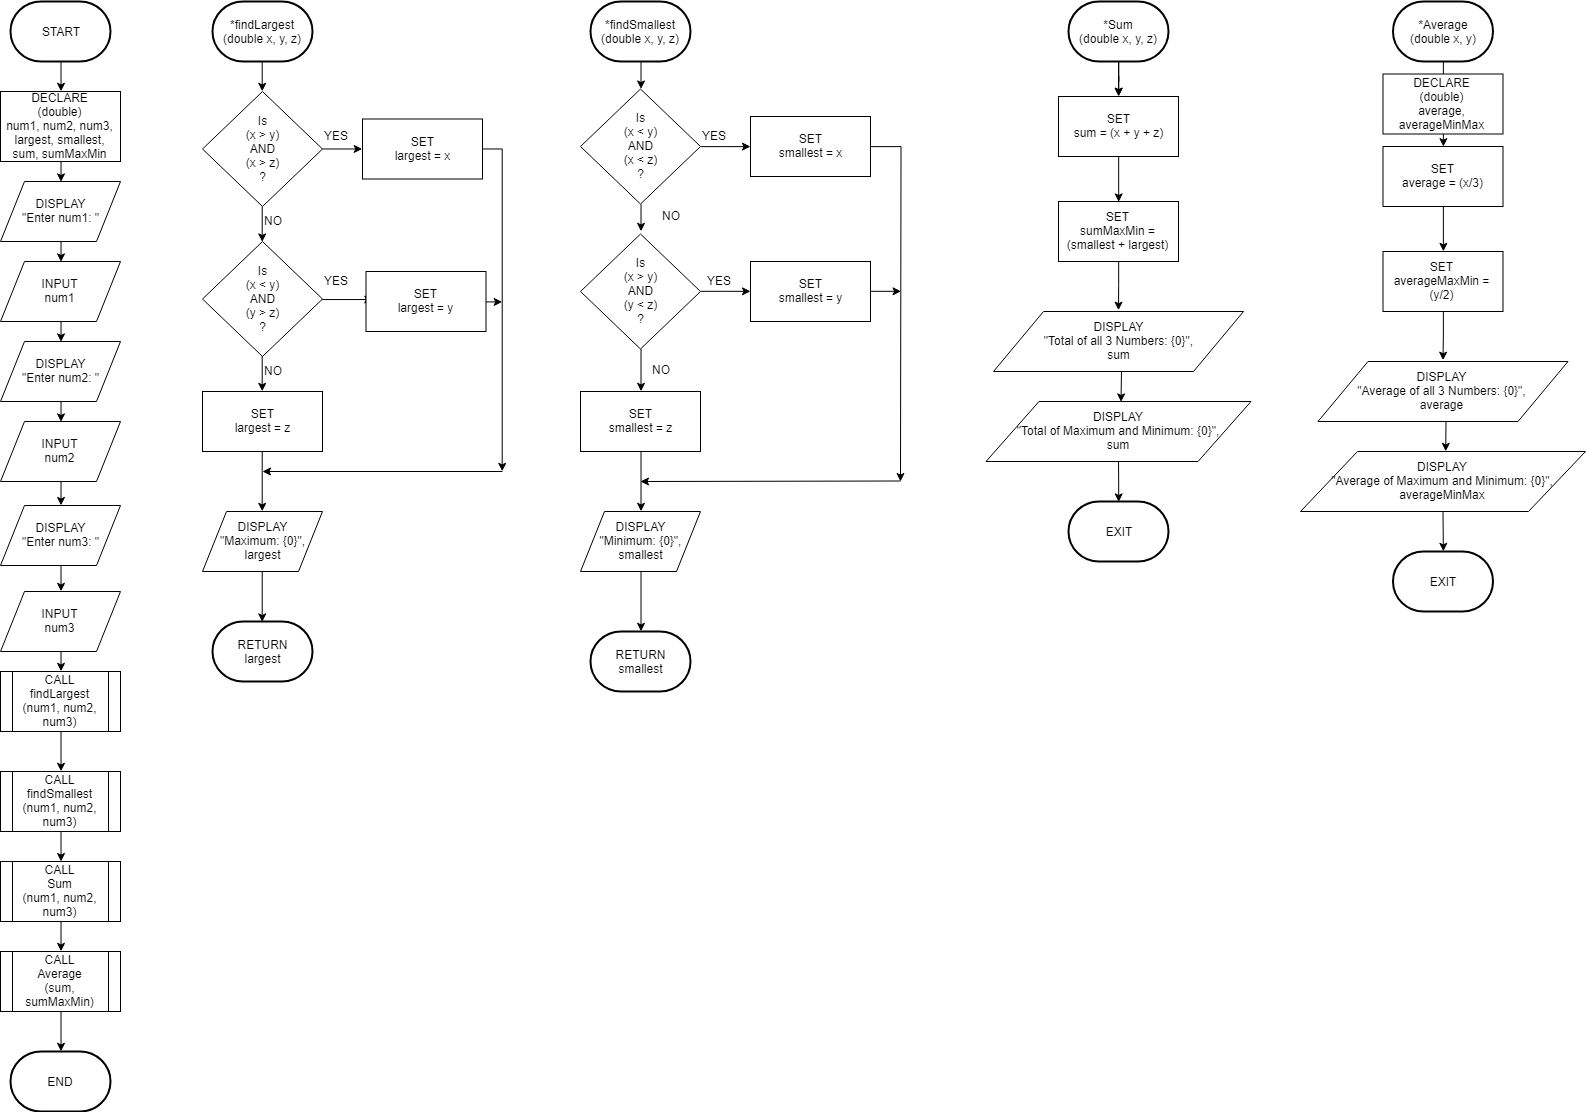 START
DECLARE
(double)
num1, num2, num3,
largest, smallest,
sum, sumMaxMin
DISPLAY
"Enter num1: "
INPUT
num1
DISPLAY
"Enter num2: "
INPUT
num2
DISPLAY
"Enter num3: "
INPUT
num3
CALL
findLargest
(num1, num2,
num3)
CALL
findSmallest
(num1, num2,
num3)
CALL
Sum
(num1, num2,
num3)
CALL
Average
(sum,
sumMaxMin)
END
*findLargest
(double x, y, z)
Is
(x > y)
AND
(x > z)
?
YES
SET
largest = x
NO
Is
(x < y)
AND
(y > z)
?
YES
SET
largest = y
NO
SET
largest = z
DISPLAY
"Maximum: {0}",
largest
RETURN
largest
*findSmallest
(double x, y, z)
Is
(x < y)
AND
(x < z)
?
YES
SET
smallest = x
NO
Is
(x > y)
AND
(y < z)
?
YES
SET
smallest = y
NO
SET
smallest = z
DISPLAY
"Minimum: {0}",
smallest
RETURN
smallest
*Sum
(double x, y, z)
SET
sum = (x + y + z)
SET
sumMaxMin =
(smallest + largest)
DISPLAY
"Total of all 3 Numbers: {0}",
sum
DISPLAY
"Total of Maximum and Minimum: {0}",
sum
EXIT
*Average
(double x, y)
DECLARE
(double)
average,
averageMinMax
SET
average = (x/3)
SET
averageMaxMin =
(y/2)
DISPLAY
"Average of all 3 Numbers: {0}",
average
DISPLAY
"Average of Maximum and Minimum: {0}",
averageMinMax
EXIT